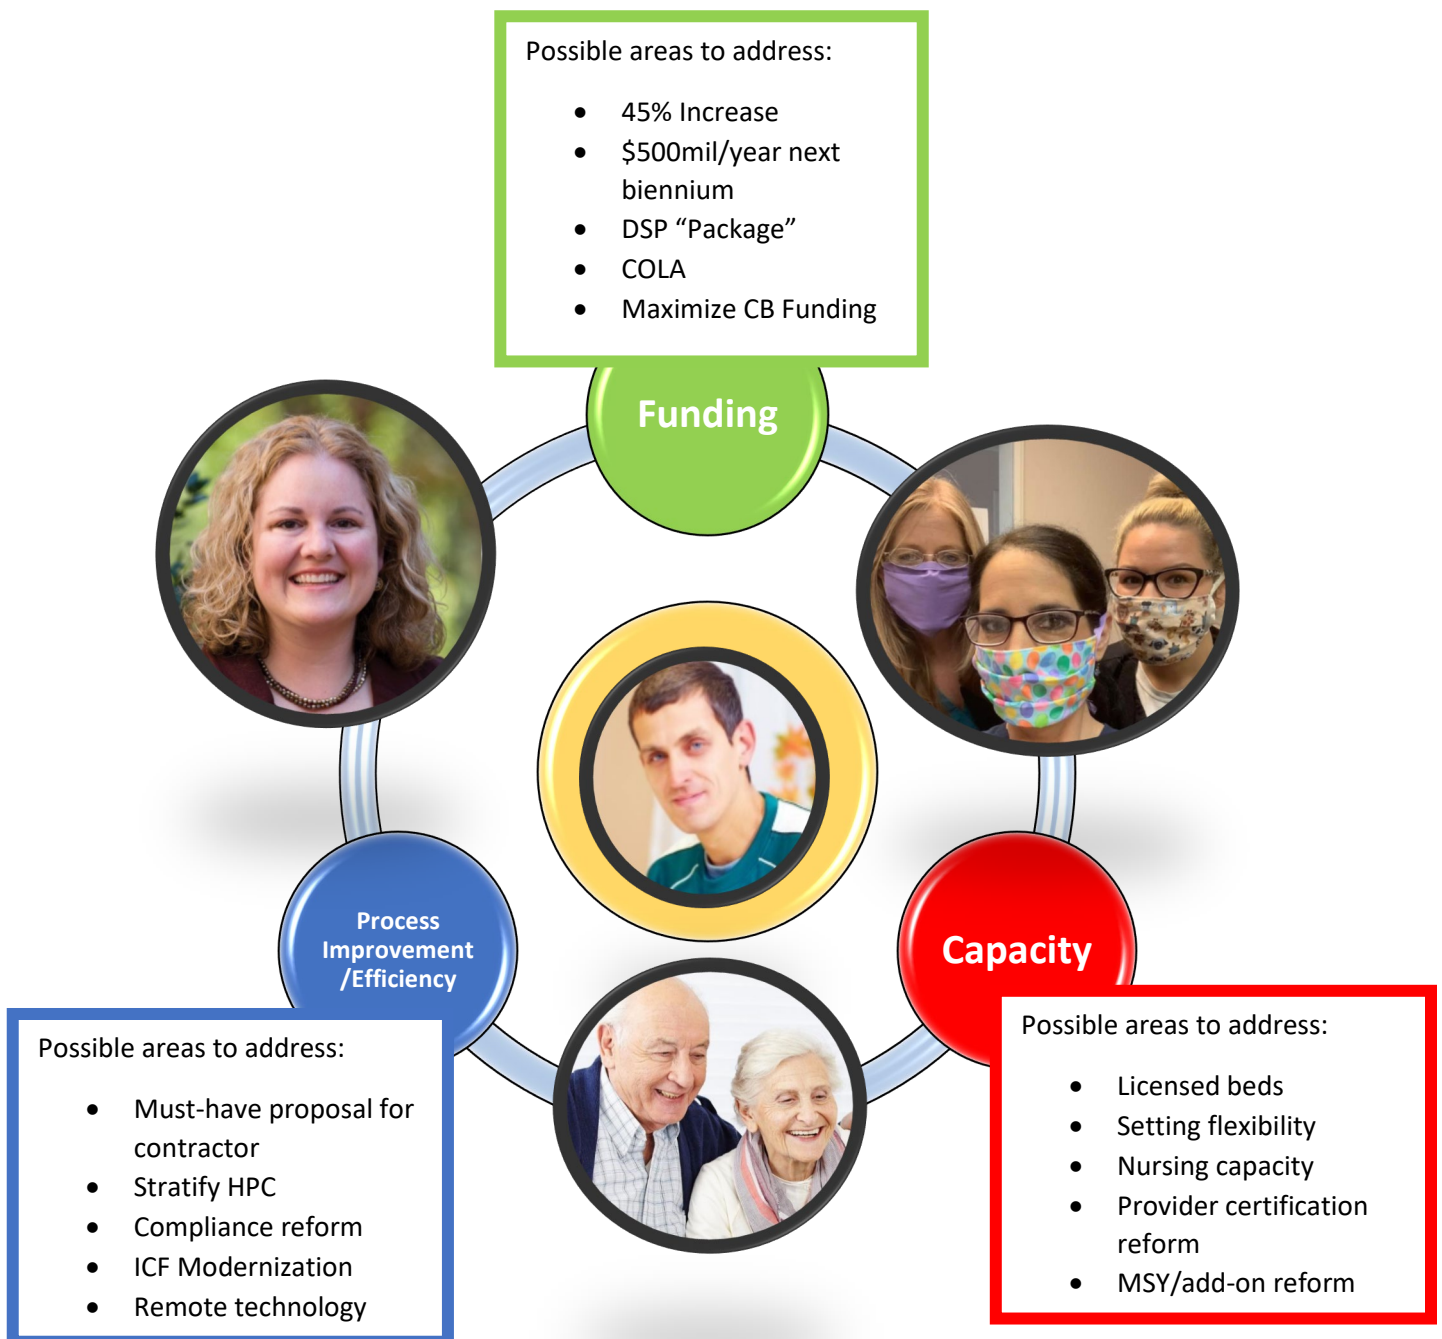 Possible areas to address:
• 45% Increase
• $500mil/year next
biennium
• DSP “Package”
• COLA
• Maximize CB Funding
Funding
Process
Improvement
/Efficiency
Capacity
Possible areas to address:
• Must-have proposal for
contractor
• Stratify HPC
• Compliance reform
• ICF Modernization
• Remote technology
Possible areas to address:
• Licensed beds
• Setting flexibility
• Nursing capacity
• Provider certification
reform
• MSY/add-on reform